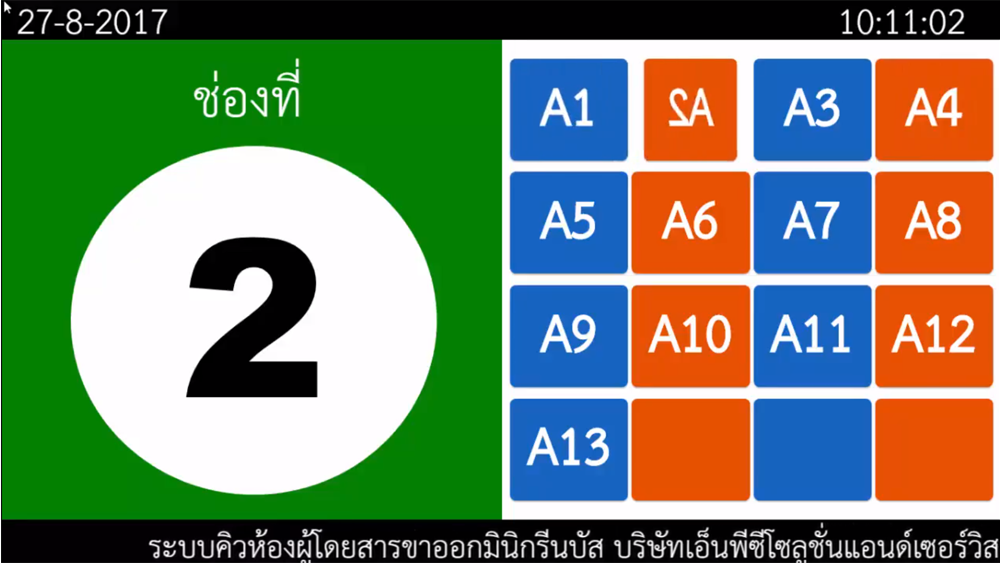 27-8-2017 10:11:02
ช่องที่
2
A1 A2 A3 A4
A5 A6 A7 A8
A9 A10 A11 A12
A13
ระบบคิวห้องผู้โดยสารขาออกมินิกรีนบัส บริษัทเอ็นพีซีโซลูชั่นแอนด์เซอร์วิส